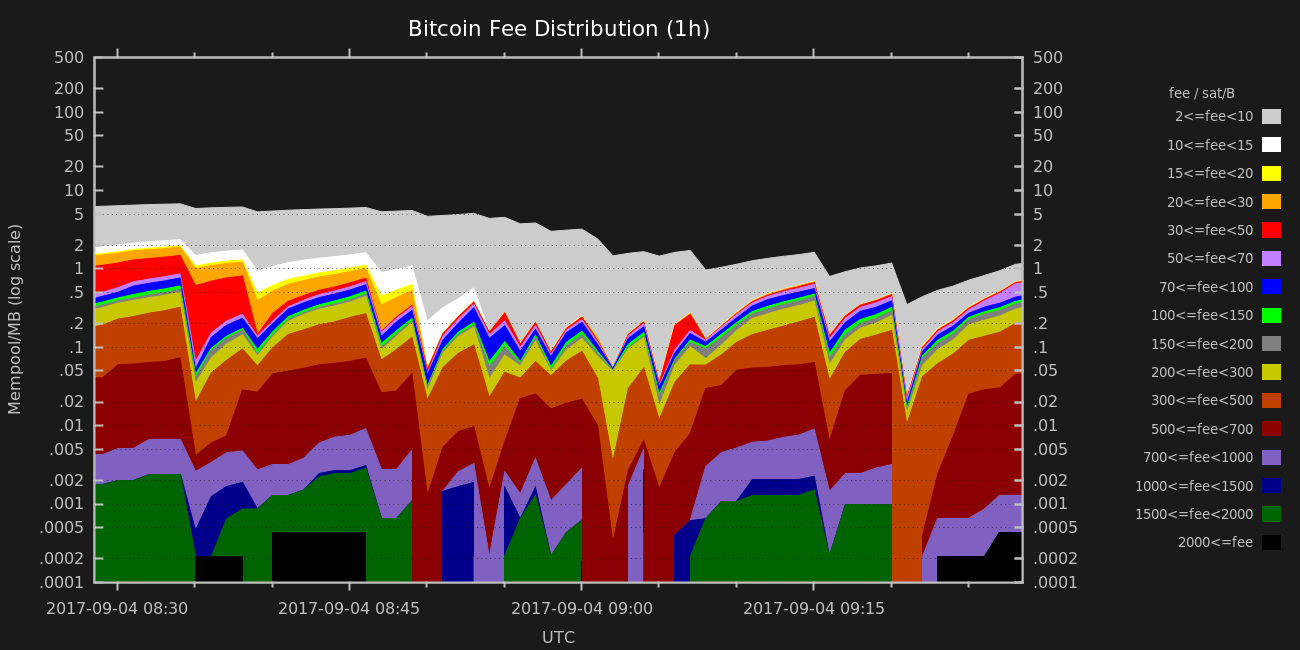 Bitcoin Fee Distribution (1h)
500
200
100
50
20
10
5
2
1
.5
.2
.1
.05
.02
.01
.005
.002
.001
.0005
.0002
.0001
Mempool/MB (log scale)
500
200
100
50
20
10
5
2
1
.5
.2
.1
.05
.02
.01
.005
.002
.001
.0005
.0002
.0001
fee / sat/B
2<=fee<10
10<=fee<15
15<=fee<20
20<=fee<30
30<=fee<50
50<=fee<70
70<=fee<100
100<=fee<150
150<=fee<200
200<=fee<300
300<=fee<500
500<=fee<700
700<=fee<1000
1000<=fee<1500
1500<=fee<2000
2000<=fee
2017-09-04 08:30 2017-09-04 08:45 2017-09-04 09:00 2017-09-04 09:15
UTC